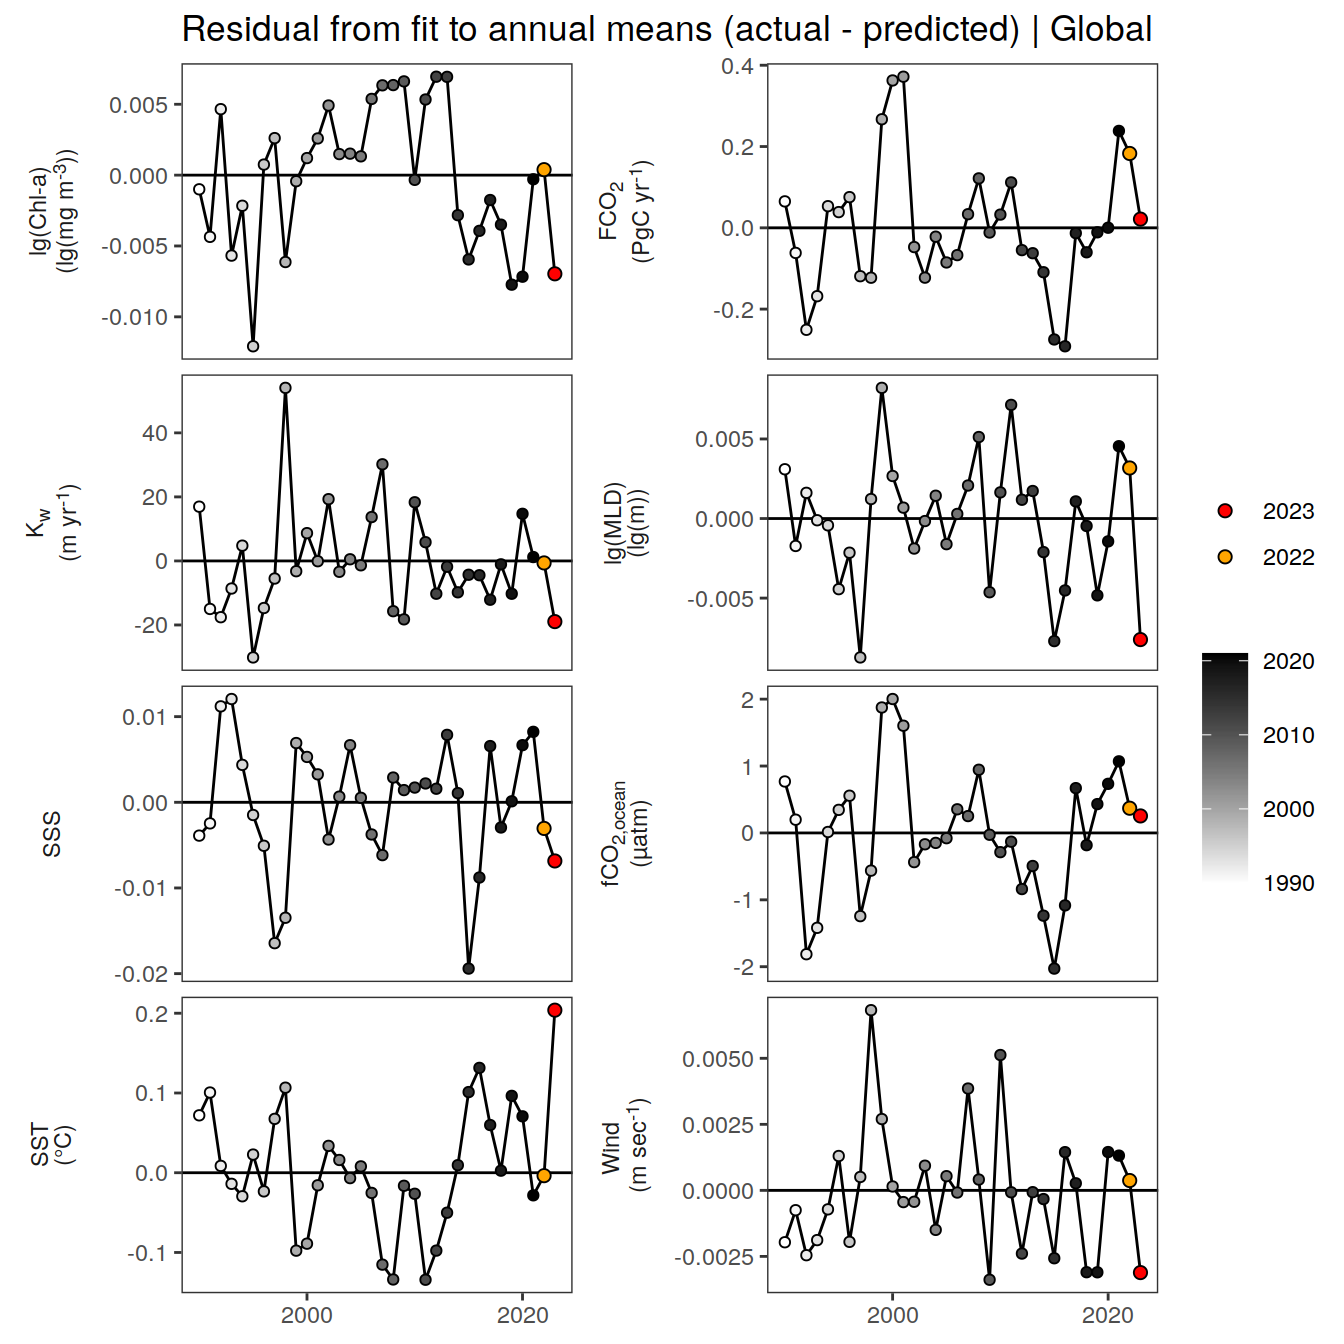 Residual from fit to annual means (actual - predicted) | Global
lg(Chl-a)
(lg(mg m⁻³))
0.005
0.000
-0.005
-0.010
FCO₂
(PgC yr⁻¹)
0.4
0.2
0.0
-0.2
K_w
(m yr⁻¹)
40
20
0
-20
lg(MLD)
(lg(m))
0.005
0.000
-0.005
SSS
0.01
0.00
-0.01
-0.02
fCO₂,ocean
(µatm)
2
1
0
-1
-2
SST
(°C)
0.2
0.1
0.0
-0.1
2000
2020
Wind
(m sec⁻¹)
0.0050
0.0025
0.0000
-0.0025
2000
2020
2023
2022
2020
2010
2000
1990